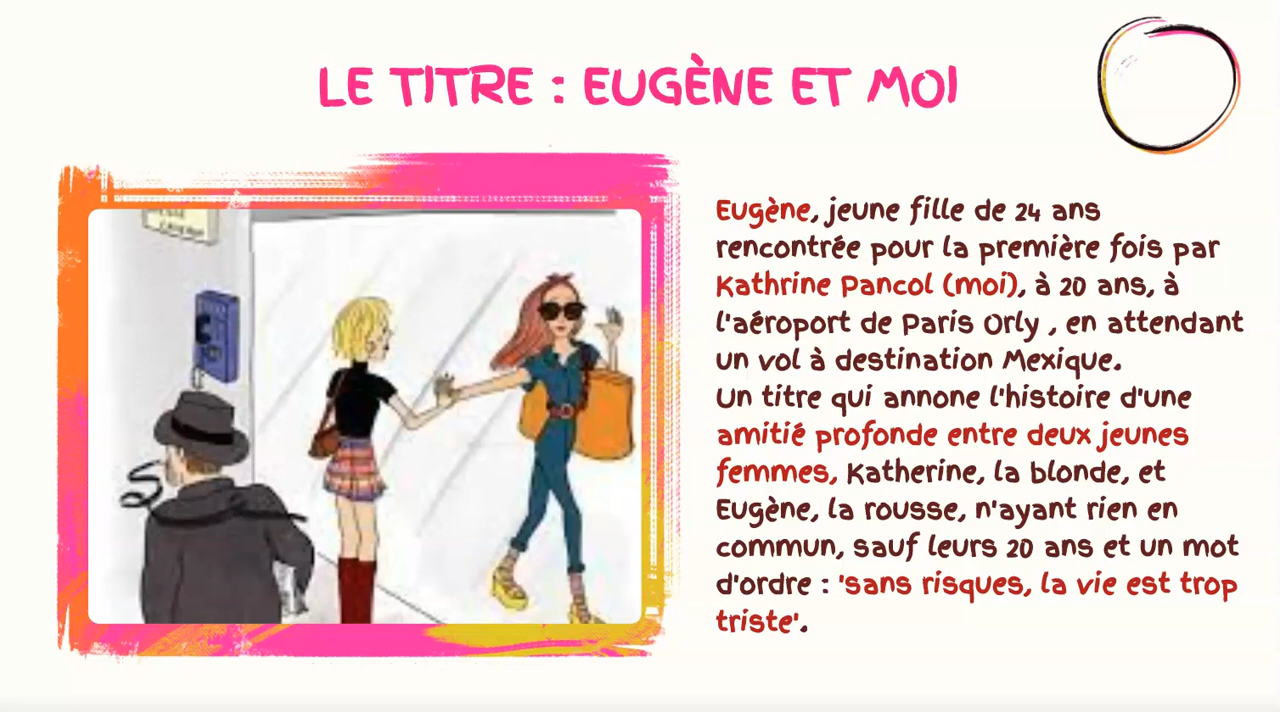 LE TITRE : EUGÈNE ET MOI
Eugène, jeune fille de 24 ans
rencontrée pour la première fois par
Kathrine Pancol (moi), à 20 ans, à
l'aéroport de Paris Orly , en attendant
un vol à destination Mexique.
Un titre qui annone l'histoire d'une
amitié profonde entre deux jeunes
femmes, Katherine, la blonde, et
Eugène, la rousse, n'ayant rien en
commun, sauf leurs 20 ans et un mot
d'ordre : 'sans risques, la vie est trop
triste'.